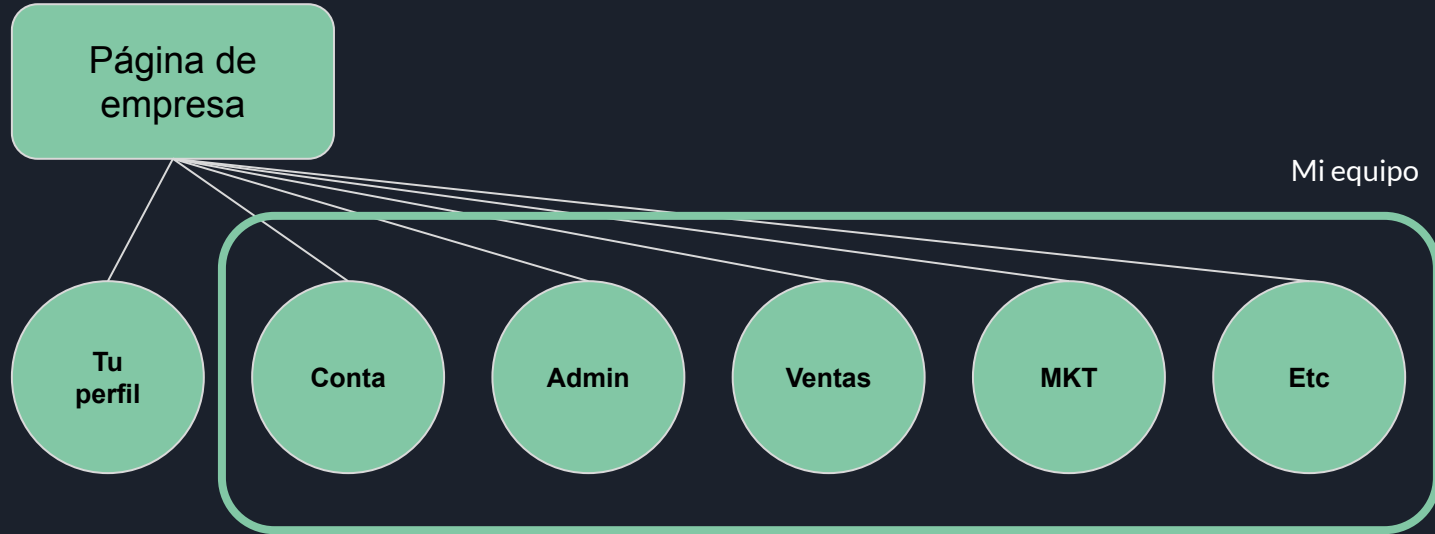 Página de
empresa
Mi equipo
Tu
perfil
Conta
Admin
Ventas
MKT
Etc